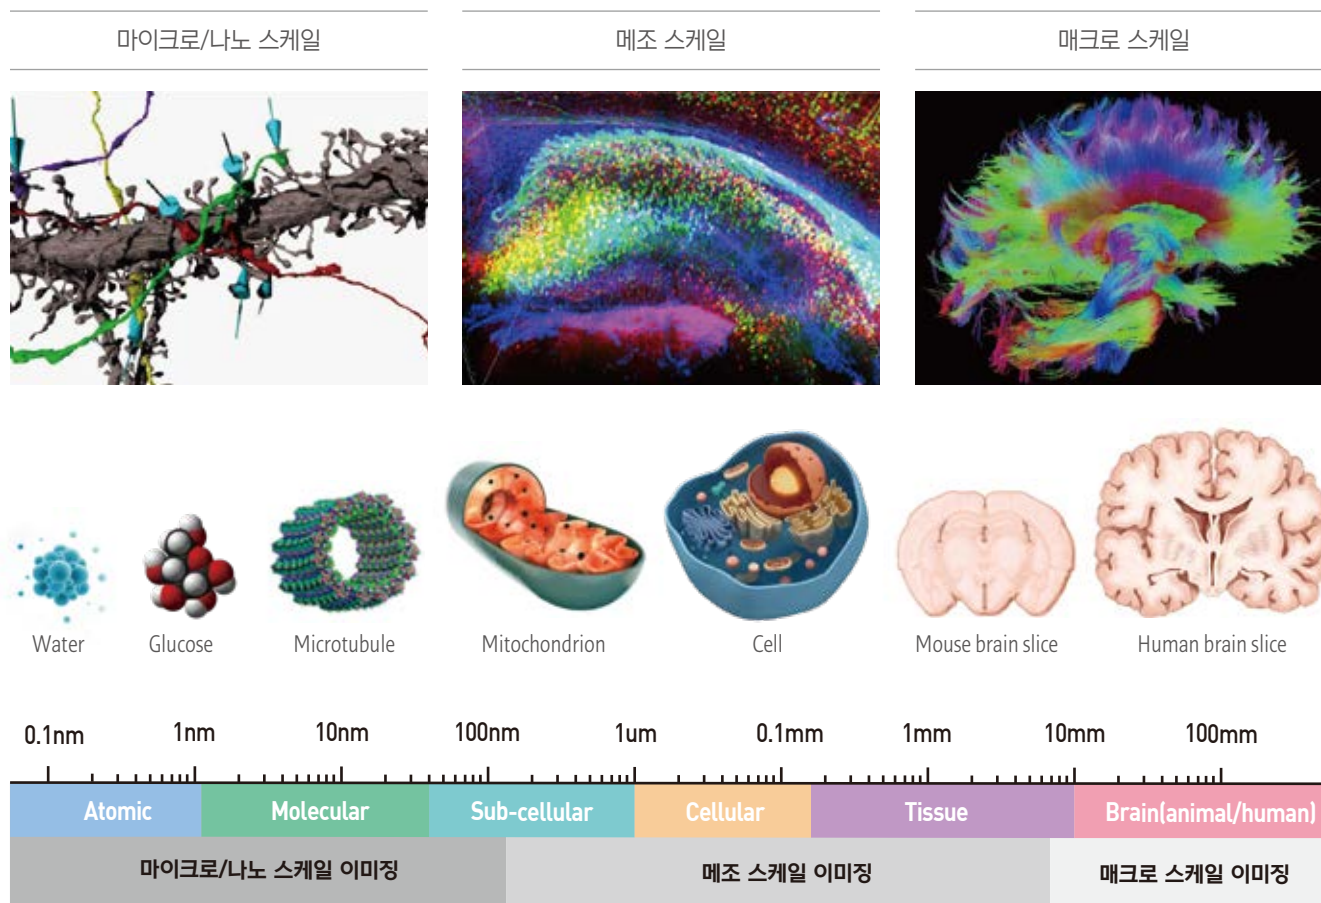 마이크로/나노 스케일
메조 스케일
매크로 스케일
Water
Glucose
Microtubule
Mitochondrion
Cell
Mouse brain slice
Human brain slice
0.1nm
1nm
10nm
100nm
1um
0.1mm
1mm
10mm
100mm
Atomic
Molecular
Sub-cellular
Cellular
Tissue
Brain(animal/human)
마이크로/나노 스케일 이미징
메조 스케일 이미징
매크로 스케일 이미징